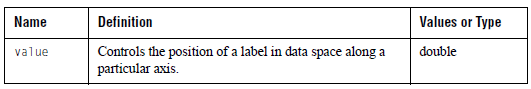 Name Definition Values or Type
value Controls the position of a label in data space along a double
particular axis.